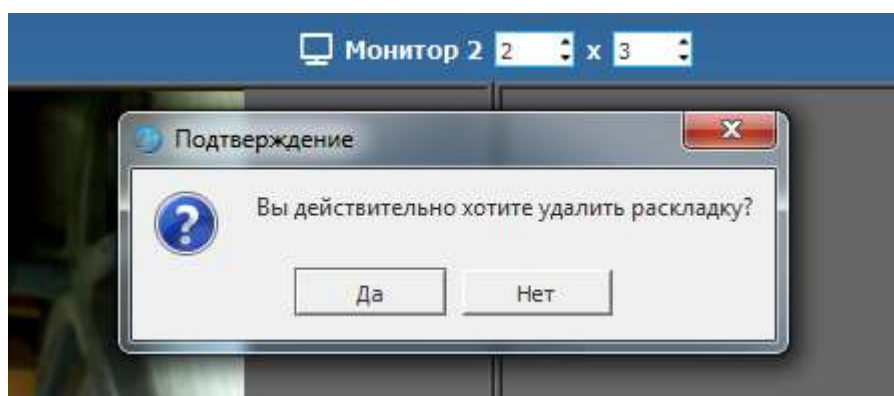 Монитор 2 2 x 3
Подтверждение
Вы действительно хотите удалить раскладку?
Да Нет